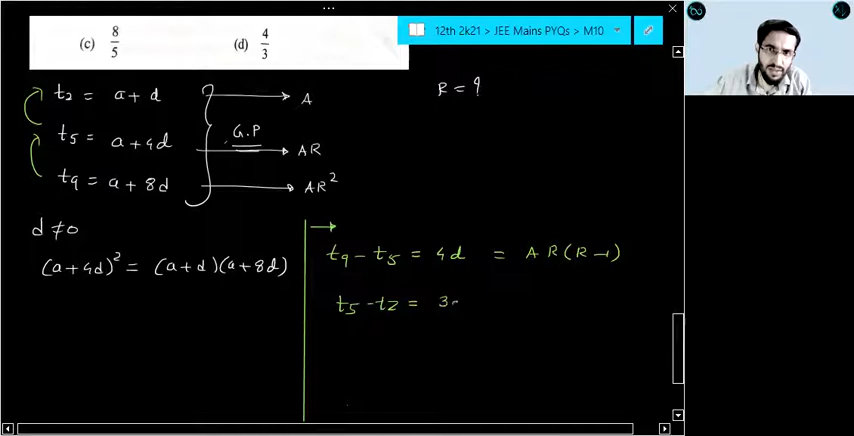 12th 2k21 > JEE Mains PYQs > M10
(c) 8/5 (d) 4/3
t2 = a + d → A
R = ?
t5 = a + 4d G.P → AR
t9 = a + 8d → AR²
d ≠ 0
(a+4d)² = (a+d)(a+8d)
t9 − t5 = 4d = AR(R−1)
t5 − t2 = 3